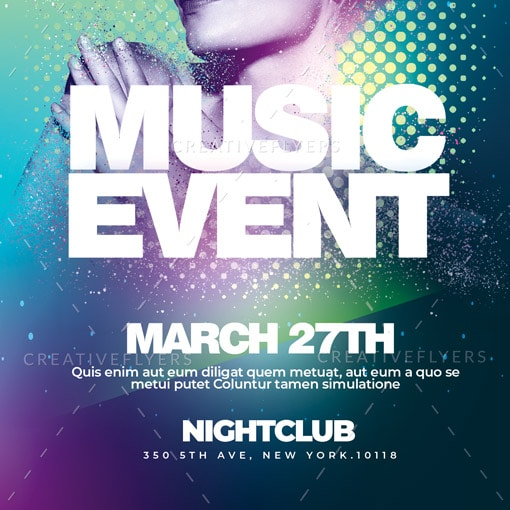 MUSIC
CREATIVEFLYERS
EVENT
MARCH 27TH
CREATIVEFLYERS CREATIVEFLYERS
Quis enim aut eum diligat quem metuat, aut eum a quo se
metui putet Coluntur tamen simulatione
NIGHTCLUB
350 5TH AVE, NEW YORK.10118